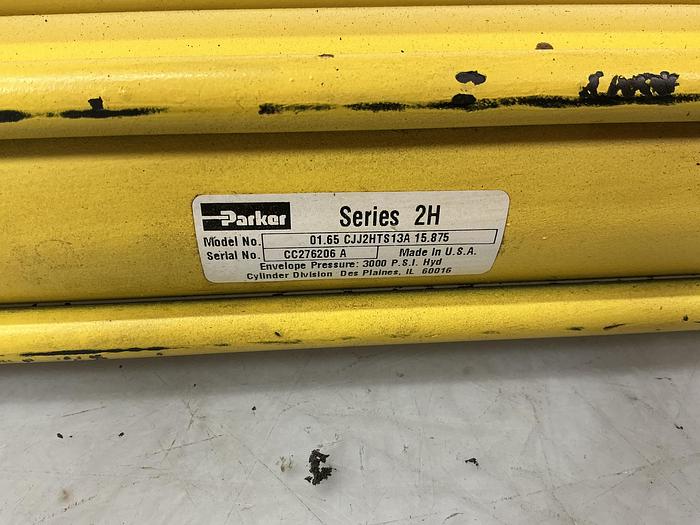 Parker Series 2H
Model No. 01.65 CJJ2HTS13A 15.875
Serial No. CC276206 A Made In U.S.A.
Envelope Pressure: 3000 P.S.I. Hyd
Cylinder Division Des Plaines, IL 60016